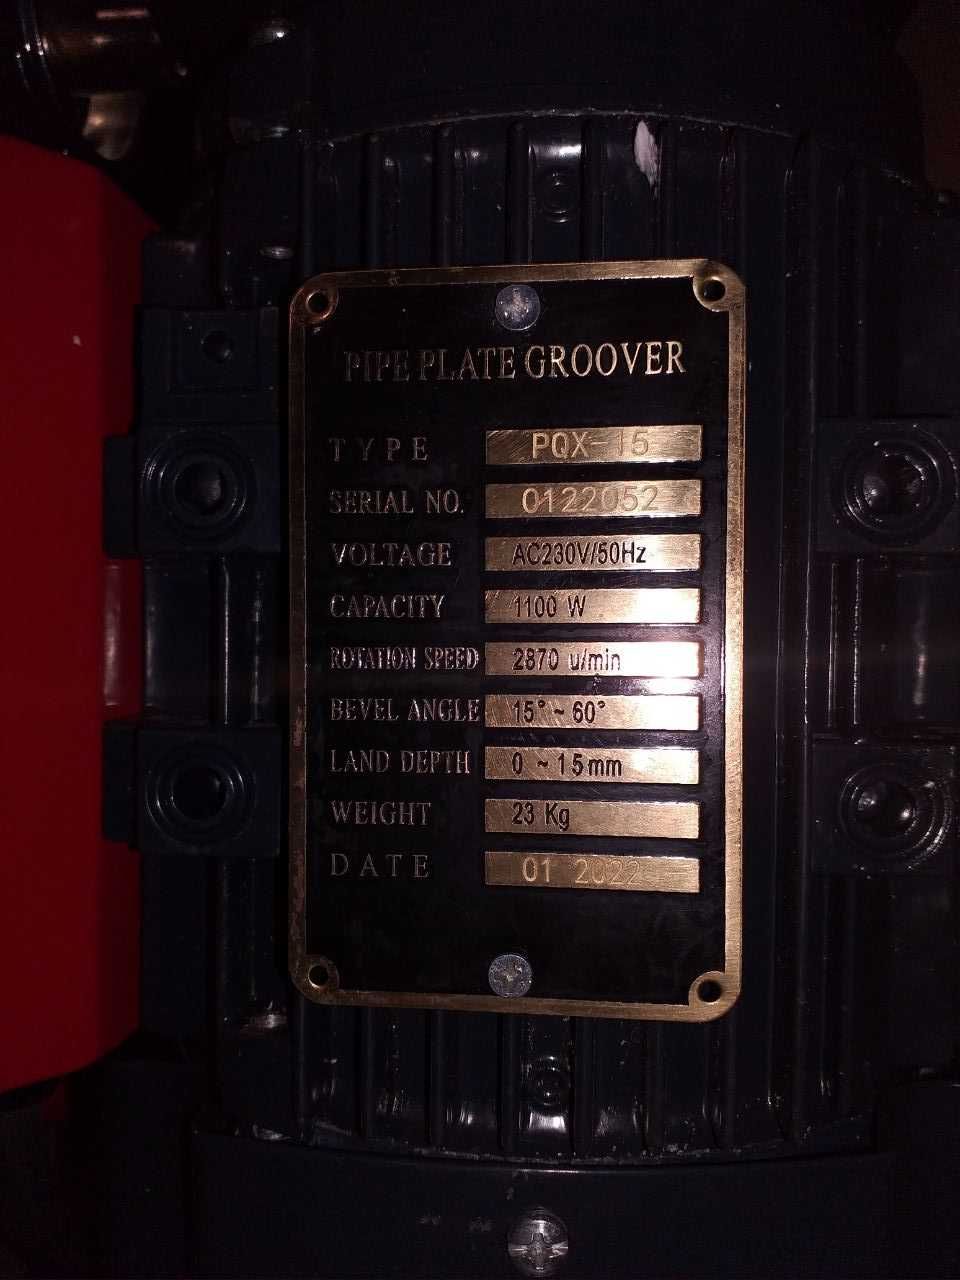 PIPE PLATE GROOVER
TYPE PQX-15
SERIAL NO. 0122052
VOLTAGE AC230V/50Hz
CAPACITY 1100 W
ROTATION SPEED 2870 u/min
BEVEL ANGLE 15°~60°
LAND DEPTH 0 ~15mm
WEIGHT 23 Kg
DATE 01 2022